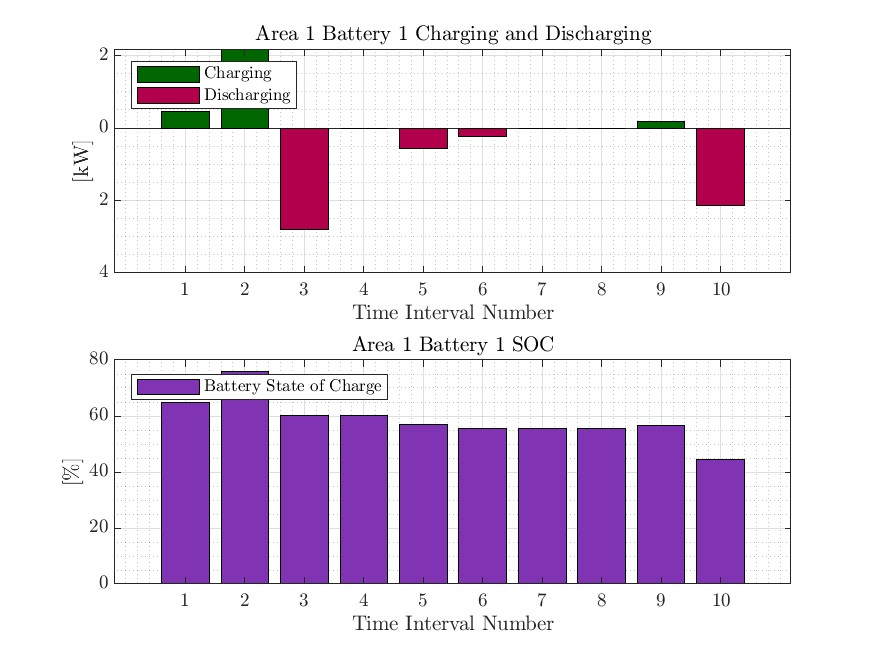 Area 1 Battery 1 Charging and Discharging
2
Charging
Discharging
0
[kW]
2
4
1 2 3 4 5 6 7 8 9 10
Time Interval Number
Area 1 Battery 1 SOC
80
Battery State of Charge
60
[%]
40
20
0
1 2 3 4 5 6 7 8 9 10
Time Interval Number